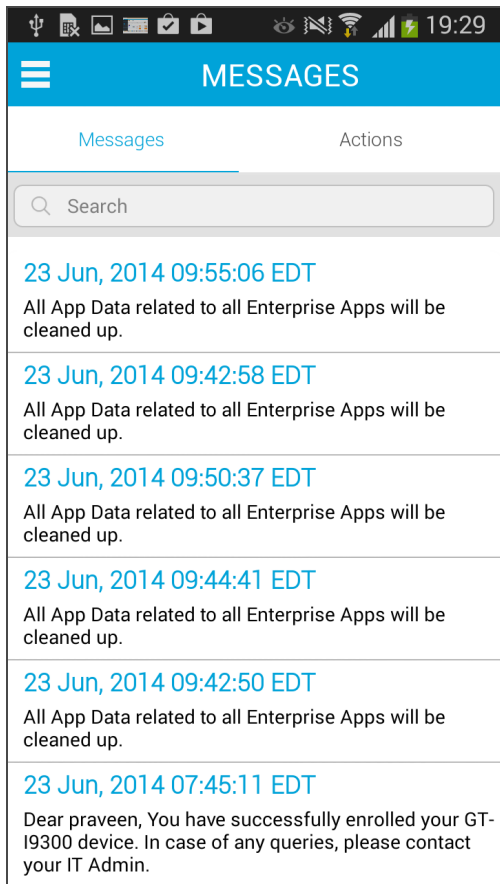 19:29
MESSAGES
Messages
Actions
Search
23 Jun, 2014 09:55:06 EDT
All App Data related to all Enterprise Apps will be
cleaned up.
23 Jun, 2014 09:42:58 EDT
All App Data related to all Enterprise Apps will be
cleaned up.
23 Jun, 2014 09:50:37 EDT
All App Data related to all Enterprise Apps will be
cleaned up.
23 Jun, 2014 09:44:41 EDT
All App Data related to all Enterprise Apps will be
cleaned up.
23 Jun, 2014 09:42:50 EDT
All App Data related to all Enterprise Apps will be
cleaned up.
23 Jun, 2014 07:45:11 EDT
Dear praveen, You have successfully enrolled your GT-
I9300 device. In case of any queries, please contact
your IT Admin.